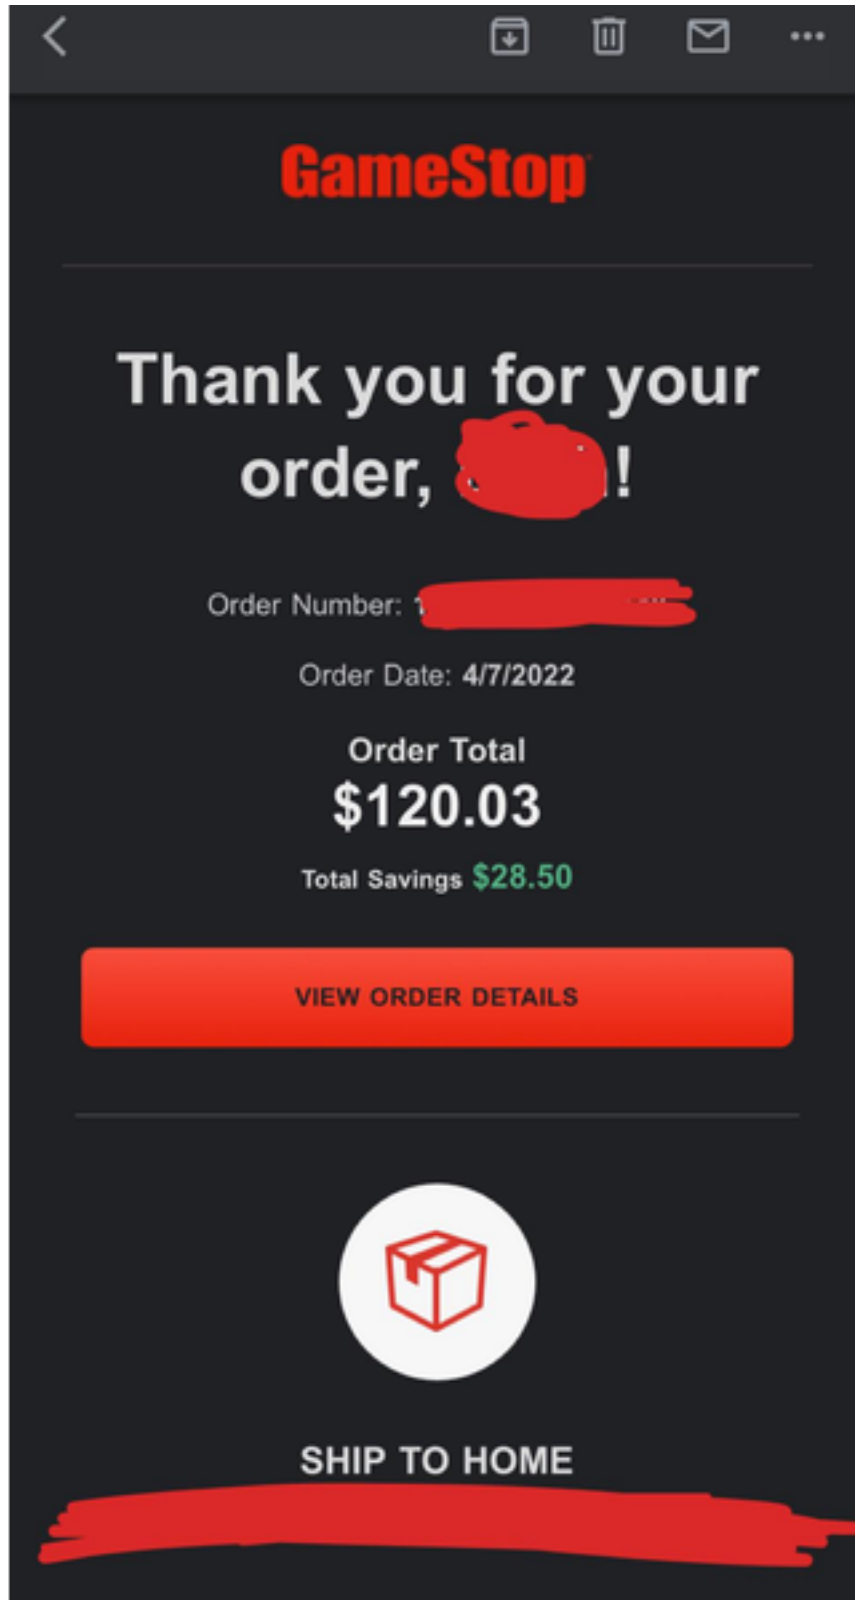 GameStop
Thank you for your
order, !
Order Number:
Order Date: 4/7/2022
Order Total
$120.03
Total Savings $28.50
VIEW ORDER DETAILS
SHIP TO HOME